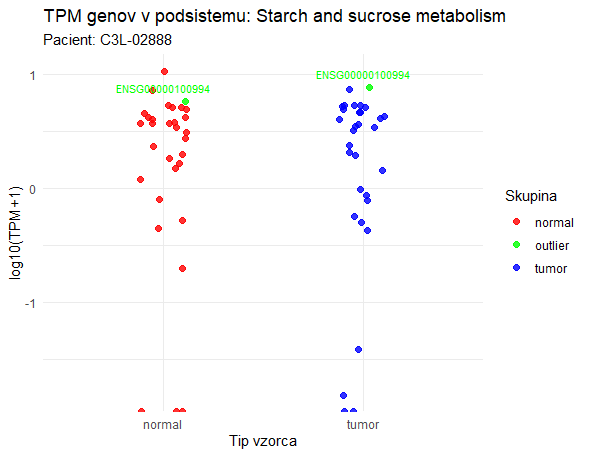 TPM genov v podsistemu: Starch and sucrose metabolism
Pacient: C3L-02888
ENSG00000100994
ENSG00000100994
1
0
-1
log10(TPM+1)
normal
tumor
Tip vzorca
Skupina
normal
outlier
tumor